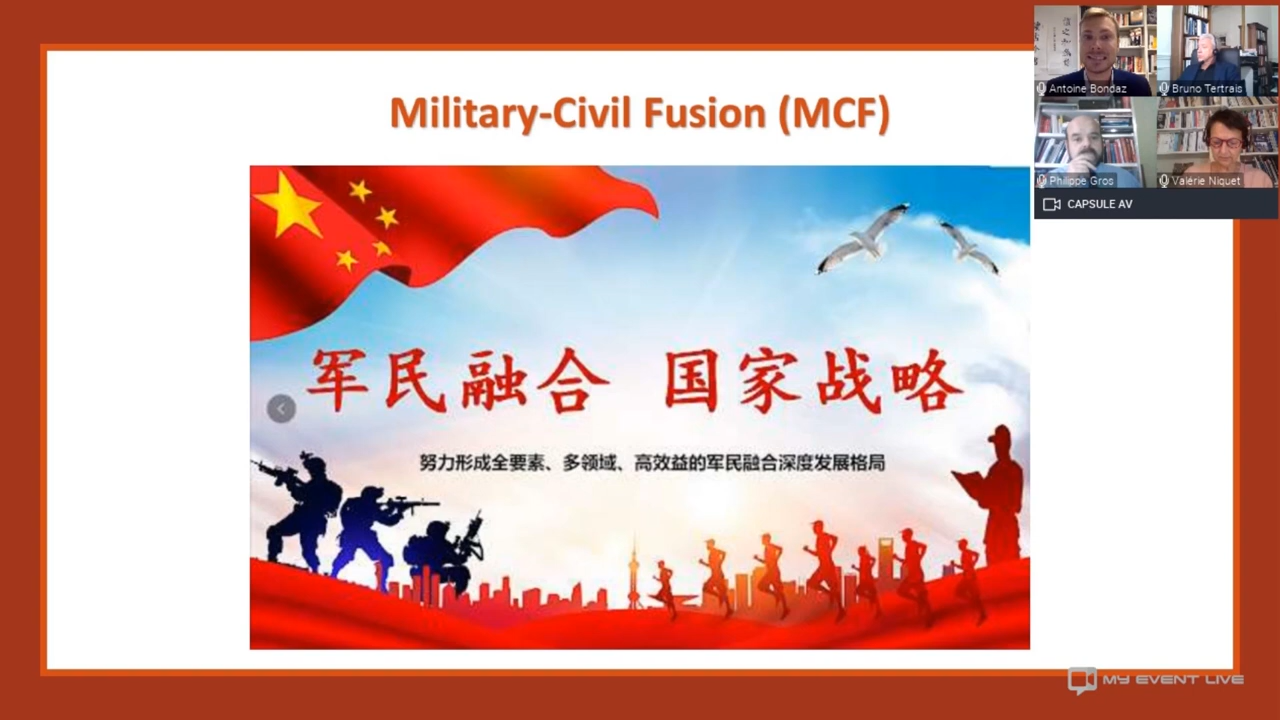 Military-Civil Fusion (MCF)
军民融合 国家战略
努力形成全要素、多领域、高效益的军民融合深度发展格局
Antoine Bondaz
Bruno Tertrais
Philippe Gros
Valérie Niquet
CAPSULE AV
MY EVENT LIVE